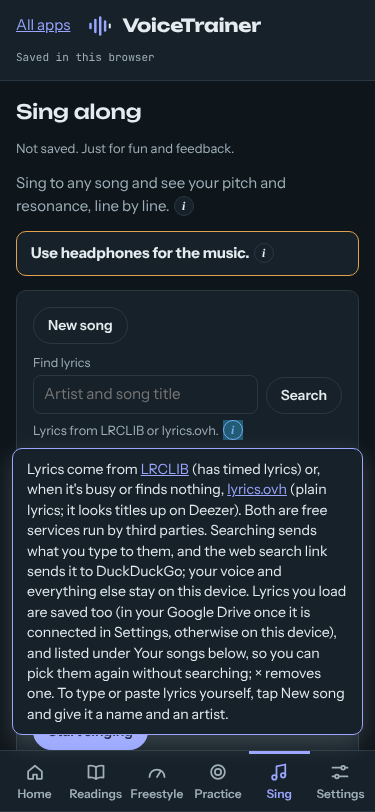 All apps VoiceTrainer
Saved in this browser
Sing along
Not saved. Just for fun and feedback.
Sing to any song and see your pitch and
resonance, line by line. i
Use headphones for the music. i
New song
Find lyrics
Artist and song title Search
Lyrics from LRCLIB or lyrics.ovh. i
Lyrics come from LRCLIB (has timed lyrics) or,
when it's busy or finds nothing, lyrics.ovh (plain
lyrics; it looks titles up on Deezer). Both are free
services run by third parties. Searching sends
what you type to them, and the web search link
sends it to DuckDuckGo; your voice and
everything else stay on this device. Lyrics you load
are saved too (in your Google Drive once it is
connected in Settings, otherwise on this device),
and listed under Your songs below, so you can
pick them again without searching; × removes
one. To type or paste lyrics yourself, tap New song
and give it a name and an artist.
Home Readings Freestyle Practice Sing Settings